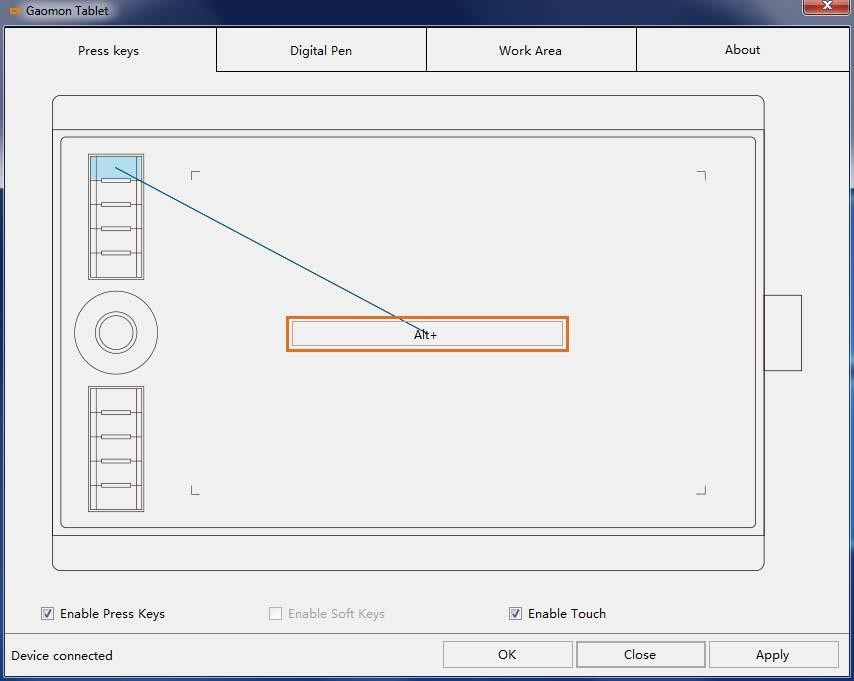 Gaomon Tablet
Press keys
Digital Pen
Work Area
About
Alt+
Enable Press Keys
Enable Soft Keys
Enable Touch
Device connected
OK
Close
Apply